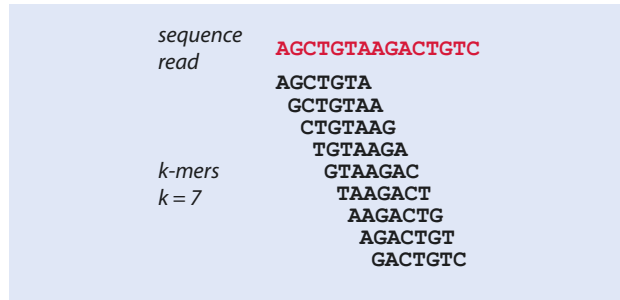 sequence
read
AGCTGTAAGACTGTC
AGCTGTA
GCTGTAA
CTGTAAG
TGTAAGA
GTAAGAC
TAAGACT
AAGACTG
AGACTGT
GACTGTC
k-mers
k = 7